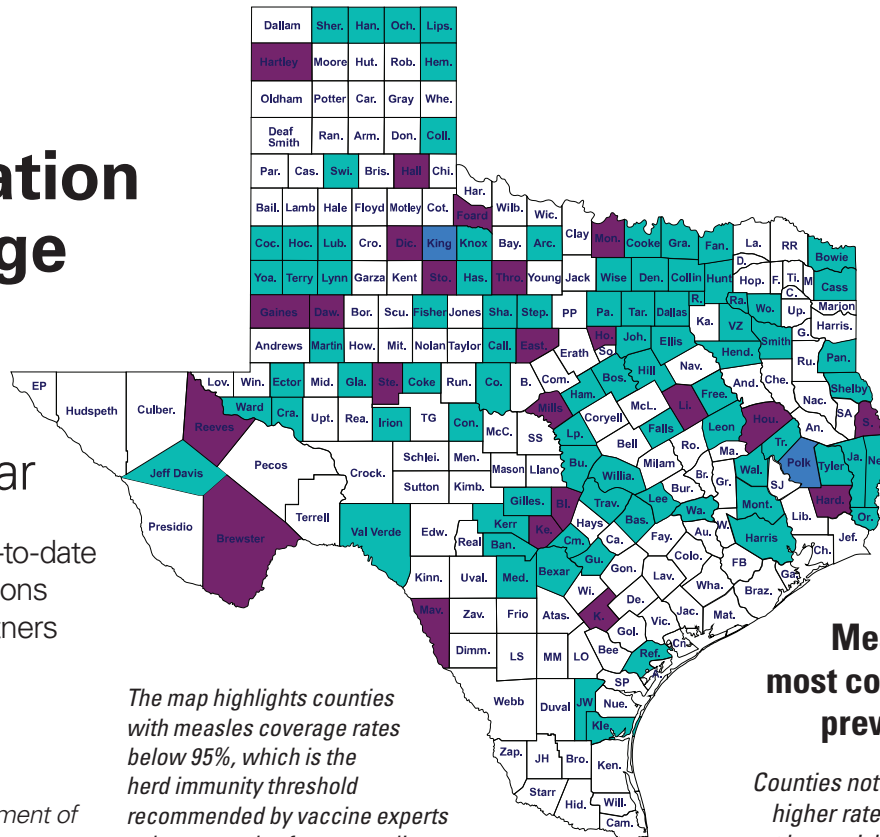 ation
ge
ar
-to-date
ions
tners
ment of
Dallam Sher. Han. Och. Lips.
Hartley Moore Hut. Rob. Hem.
Oldham Potter Car. Gray Whe.
Deaf Smith Ran. Arm. Don. Coll.
Par. Cas. Swi. Bris. Hall Chi.
Har.
Bail. Lamb Hale Floyd Motley Cot. Foard Wilb. Wic.
Clay Mon. Cooke Gra. Fan. La. RR Bowie
Coc. Hoc. Lub. Cro. Dic. King Knox Bay. Arc.
D. Hop. F. Ti. M Cass
Yoa. Terry Lynn Garza Kent Sto. Has. Thro. Young Jack Wise Den. Collin Hunt
C. Marion
R. Ra. Wo. Up.
Gaines Daw. Bor. Scu. Fisher Jones Sha. Step. PP Pa. Tar. Dallas Ka. VZ G. Harris.
Andrews Martin How. Mit. Nolan Taylor Call. East. Erath Ho. So. Joh. Ellis Smith
Hend. Ru. Pan.
EP Hudspeth Culber. Lov. Win. Ector Mid. Gla. Ste. Coke Run. Co. B. Com. Bos. Hill Nav. And. Che. Shelby
Reeves Ward Cra. Upt. Rea. Irion TG Con. McC. Mills Ham. McL. Li. Free. Nac. SA S.
Coryell Falls Leon Hou. An.
SS Lp. Bell Ro. Ma. Tr.
Jeff Davis Pecos Crock. Schlei. Men. Mason Llano Bu. Milam Br. Wal. Polk Tyler Ja. Ne
Sutton Kimb. Willia. Bur. Gr. SJ Hard.
Presidio Brewster Terrell Val Verde Edw. Gilles. Bl. Trav. Lee Wa. Mont. Lib. Or.
Real Kerr Ke. Hays Bas. Au. W. Harris Jef.
Ban. Cm. Ca. Fay. Ch.
Kinn. Uval. Med. Bexar Gu. Gon. Colo. FB Ga.
Lav. Wha. Braz.
Mav. Zav. Frio Atas. Wi. De. Jac. Mat.
K. Vic.
Dimm. LS MM LO Bee Gol. Cn.
Ref. A.
Webb Duval JW SP Nue.
Kle.
Zap. JH Bro. Ken.
Starr Hid. Will.
Cam.
The map highlights counties
with measles coverage rates
below 95%, which is the
herd immunity threshold
recommended by vaccine experts
Me
most co
prev
Counties not
higher rate